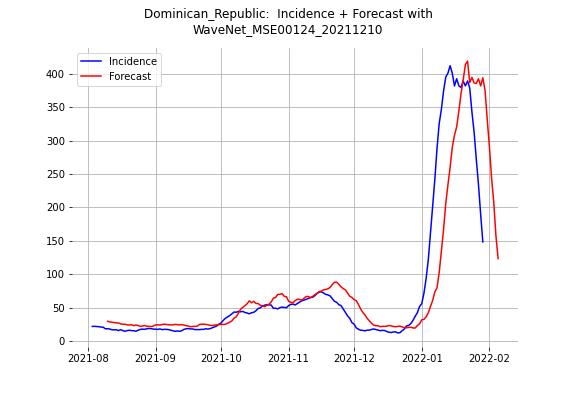 Dominican_Republic:  Incidence + Forecast with
WaveNet_MSE00124_20211210
Incidence
Forecast
400
350
300
250
200
150
100
50
0
2021-08 2021-09 2021-10 2021-11 2021-12 2022-01 2022-02